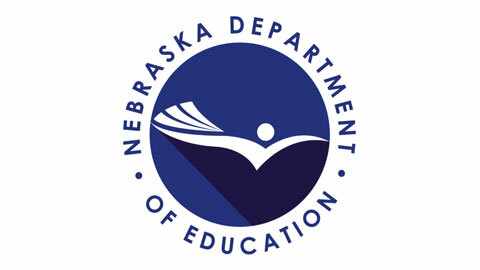 • NEBRASKA DEPARTMENT •
OF EDUCATION